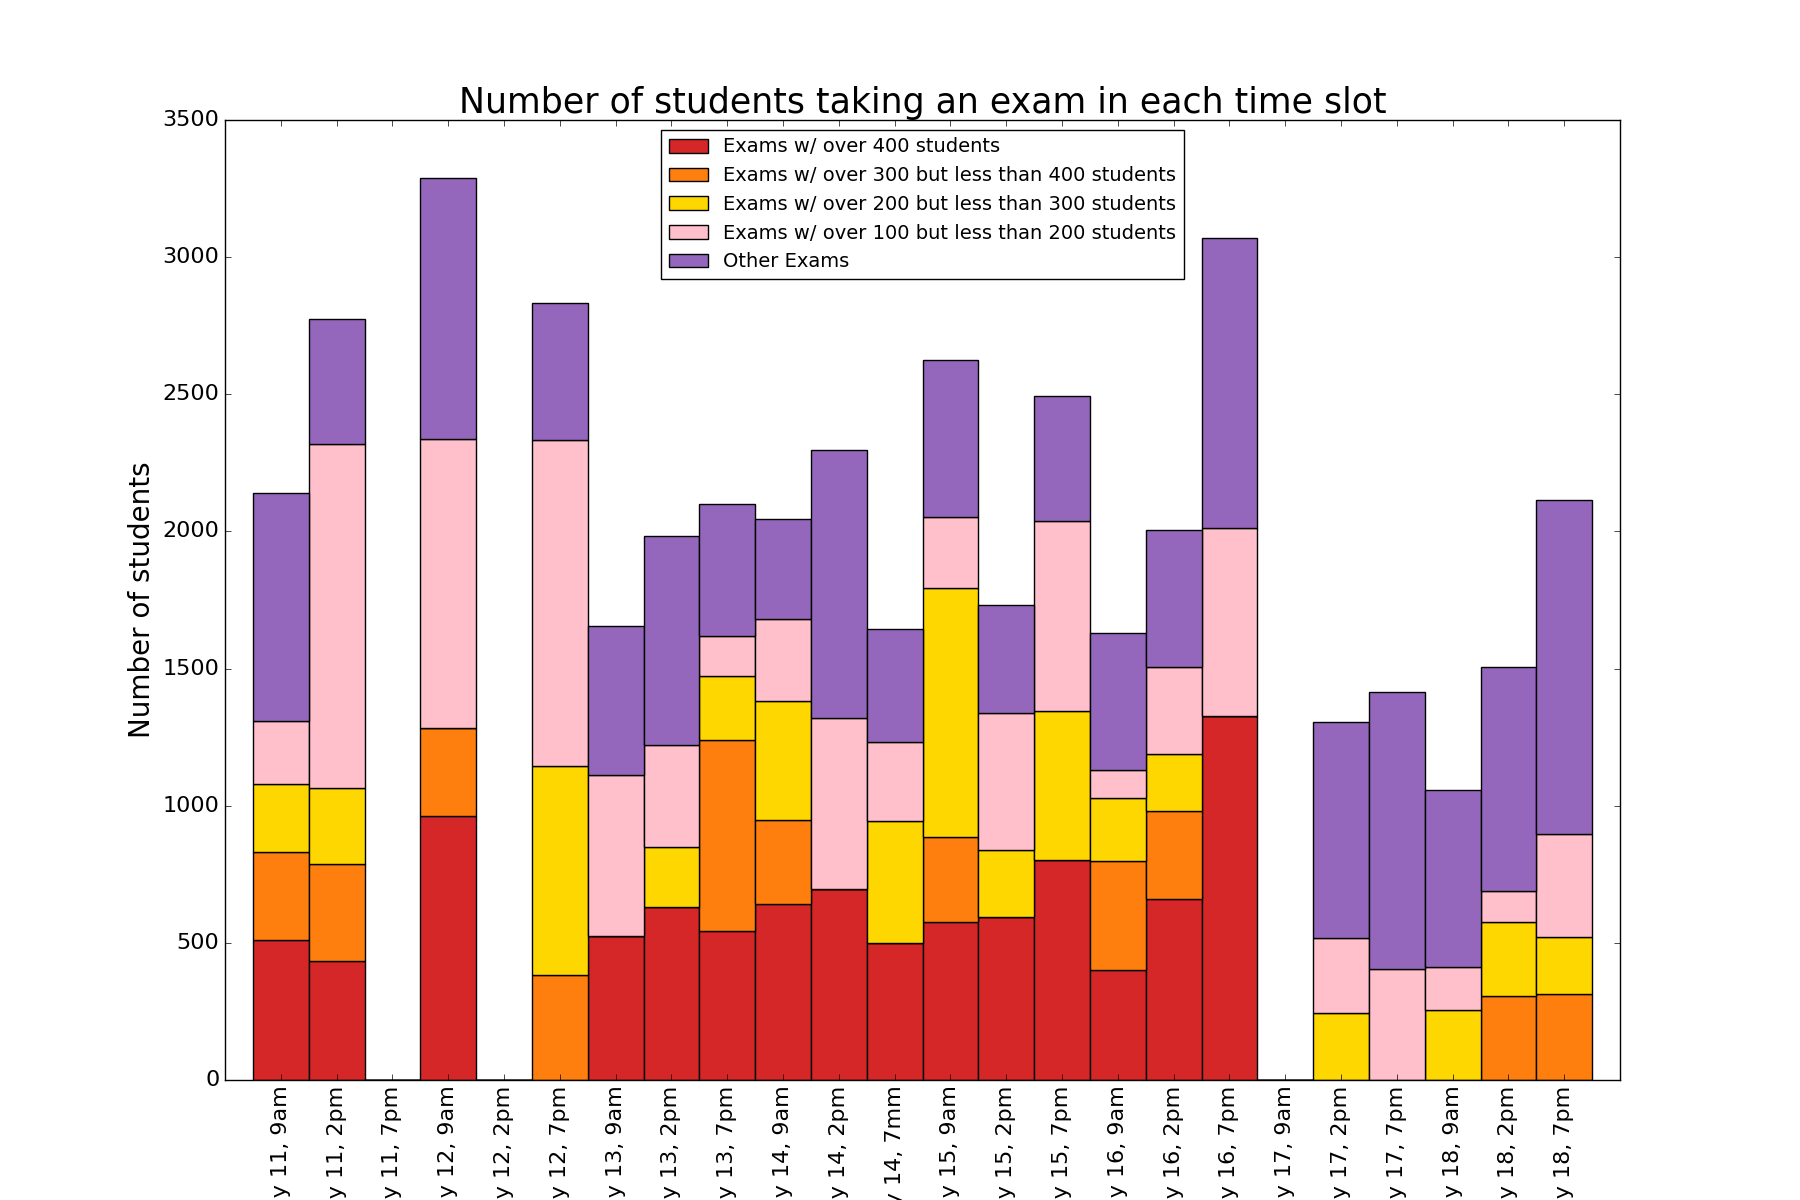 Number of students taking an exam in each time slot
Exams w/ over 400 students
Exams w/ over 300 but less than 400 students
Exams w/ over 200 but less than 300 students
Exams w/ over 100 but less than 200 students
Other Exams
Number of students
3500
3000
2500
2000
1500
1000
500
0
y 11, 9am
y 11, 2pm
y 11, 7pm
y 12, 9am
y 12, 2pm
y 12, 7pm
y 13, 9am
y 13, 2pm
y 13, 7pm
y 14, 9am
y 14, 2pm
y 14, 7mm
y 15, 9am
y 15, 2pm
y 15, 7pm
y 16, 9am
y 16, 2pm
y 16, 7pm
y 17, 9am
y 17, 2pm
y 17, 7pm
y 18, 9am
y 18, 2pm
y 18, 7pm